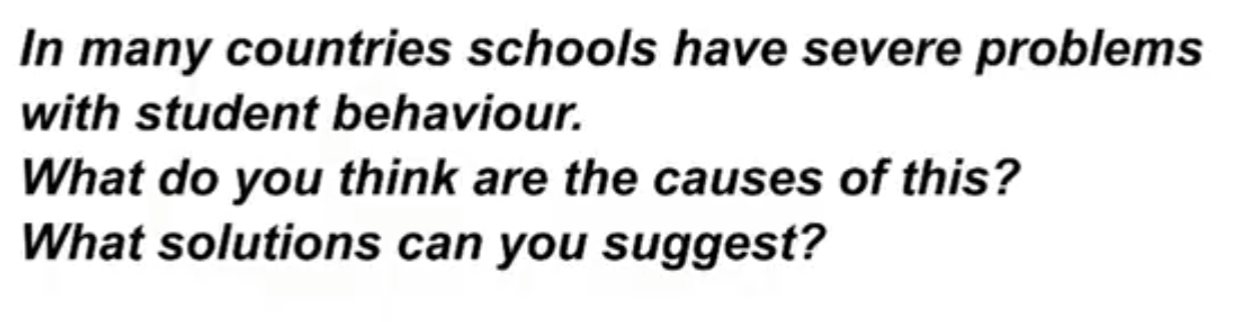 In many countries schools have severe problems
with student behaviour.
What do you think are the causes of this?
What solutions can you suggest?